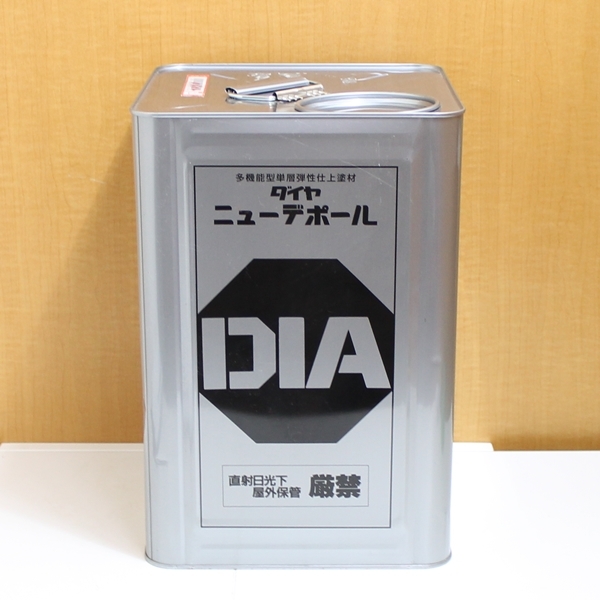 多機能型単層弾性仕上塗材
ダイヤ
ニューデポール
DIA
直射日光下
屋外保管 厳禁